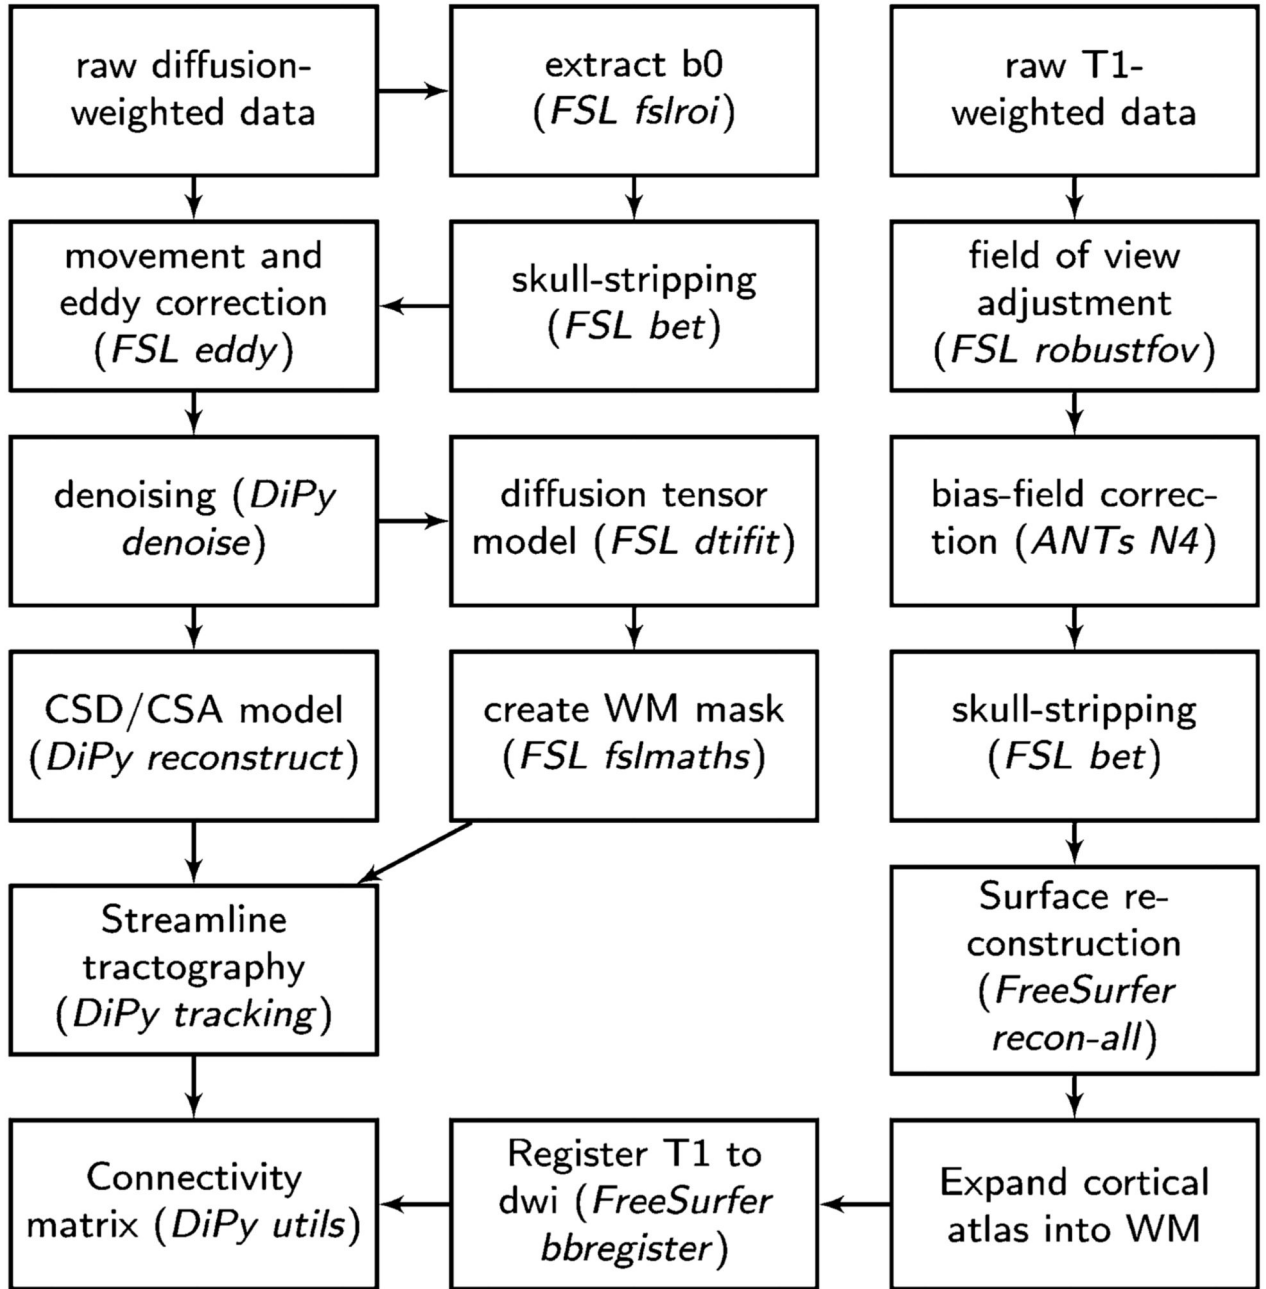 raw diffusion-
weighted data
extract b0
(FSL fslroi)
raw T1-
weighted data
movement and
eddy correction
(FSL eddy)
skull-stripping
(FSL bet)
field of view
adjustment
(FSL robustfov)
denoising (DiPy
denoise)
diffusion tensor
model (FSL dtifit)
bias-field correc-
tion (ANTs N4)
CSD/CSA model
(DiPy reconstruct)
create WM mask
(FSL fslmaths)
skull-stripping
(FSL bet)
Streamline
tractography
(DiPy tracking)
Surface re-
construction
(FreeSurfer
recon-all)
Connectivity
matrix (DiPy utils)
Register T1 to
dwi (FreeSurfer
bbregister)
Expand cortical
atlas into WM